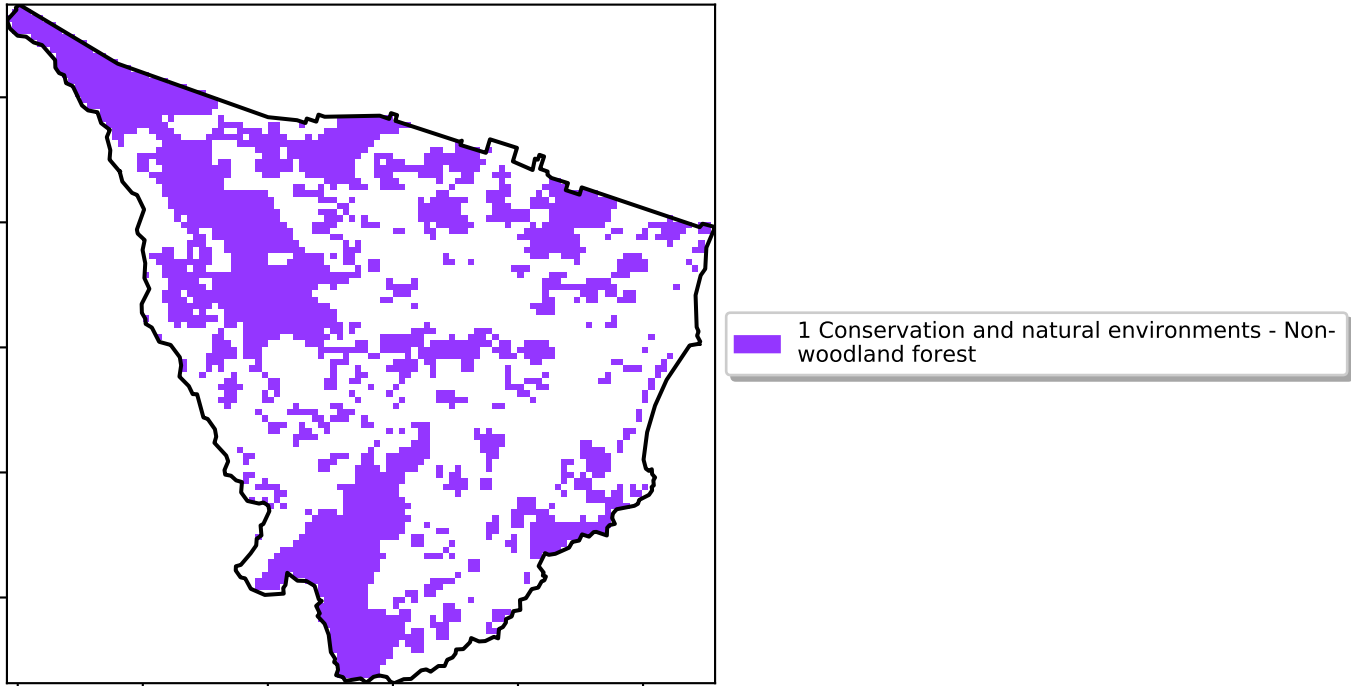 1 Conservation and natural environments - Non-
woodland forest